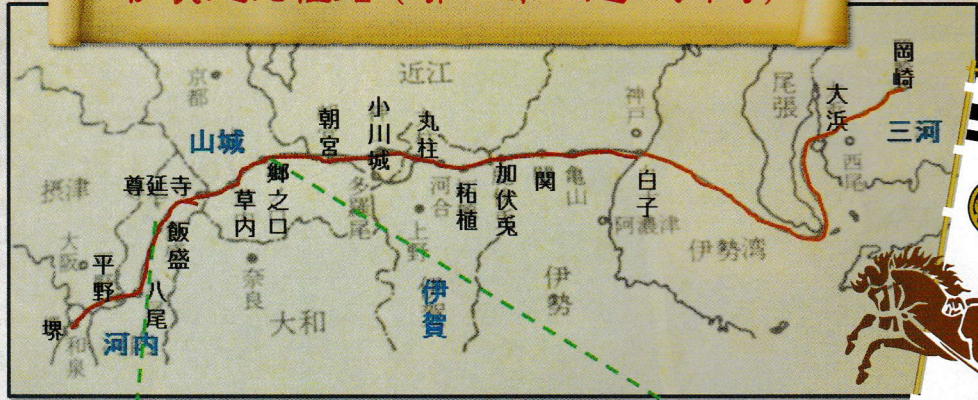 岡崎
大浜
三河
西尾
尾張
近江
京都
神戸
小川城
丸柱
朝宮
山城
摂津
尊延寺
郷之口
草内
多羅尾
河合
柘植
加伏兎
関
亀山
白子
阿濃津
伊勢湾
飯盛
大阪
平野
八尾
奈良
上野
伊賀
伊勢
大和
堺
和泉
河内